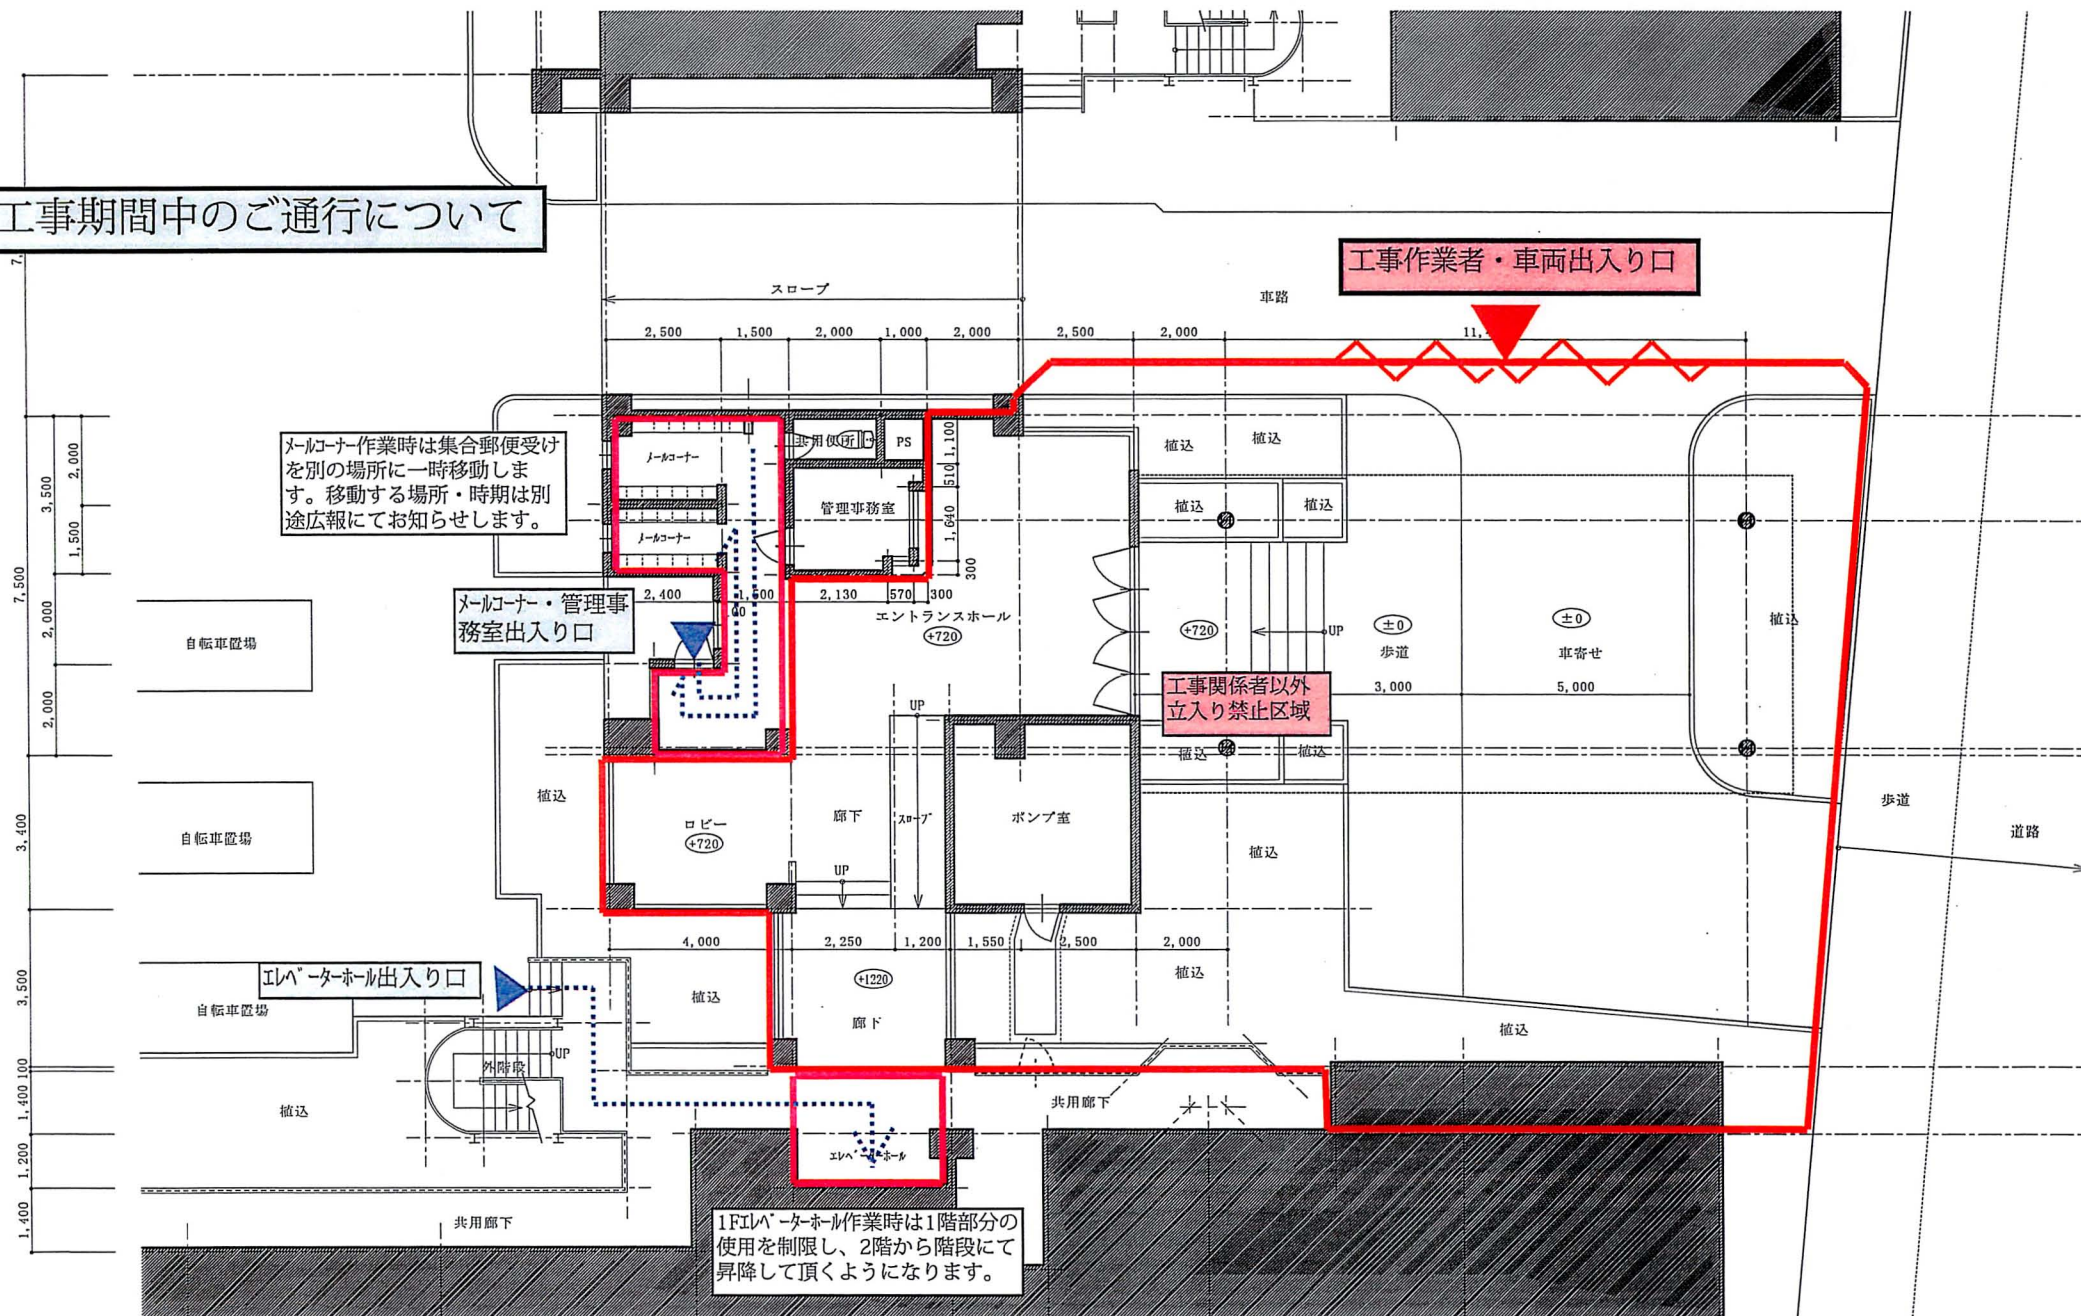 工事期間中のご通行について
工事作業者・車両出入り口
スロープ
車路
2,500
1,500
2,000
1,000
2,000
2,500
2,000
メールコーナー作業時は集合郵便受け
を別の場所に一時移動しま
す。移動する場所・時期は別
途広報にてお知らせします。
メールコーナー
メールコーナー
共用便所
PS
管理事務室
1,100
510
1,640
300
植込
植込
植込
植込
7,500
3,500
2,000
1,500
2,000
2,000
メールコーナー・管理事
務室出入り口
2,400
2,130
570
300
エントランスホール
+720
+720
UP
±0
歩道
±0
車寄せ
植込
3,000
5,000
工事関係者以外
立入り禁止区域
自転車置場
自転車置場
自転車置場
植込
植込
植込
3,400
ロビー
+720
廊下
スロープ
UP
UP
ポンプ室
植込
歩道
道路
4,000
2,250
1,200
1,550
2,500
2,000
エレベーターホール出入り口
植込
+1220
廊下
植込
植込
3,500
100
1,400
1,200
1,400
外階段
UP
植込
共用廊下
エレベーターホール
共用廊下
1Fエレベーターホール作業時は1階部分の
使用を制限し、2階から階段にて
昇降して頂くようになります。